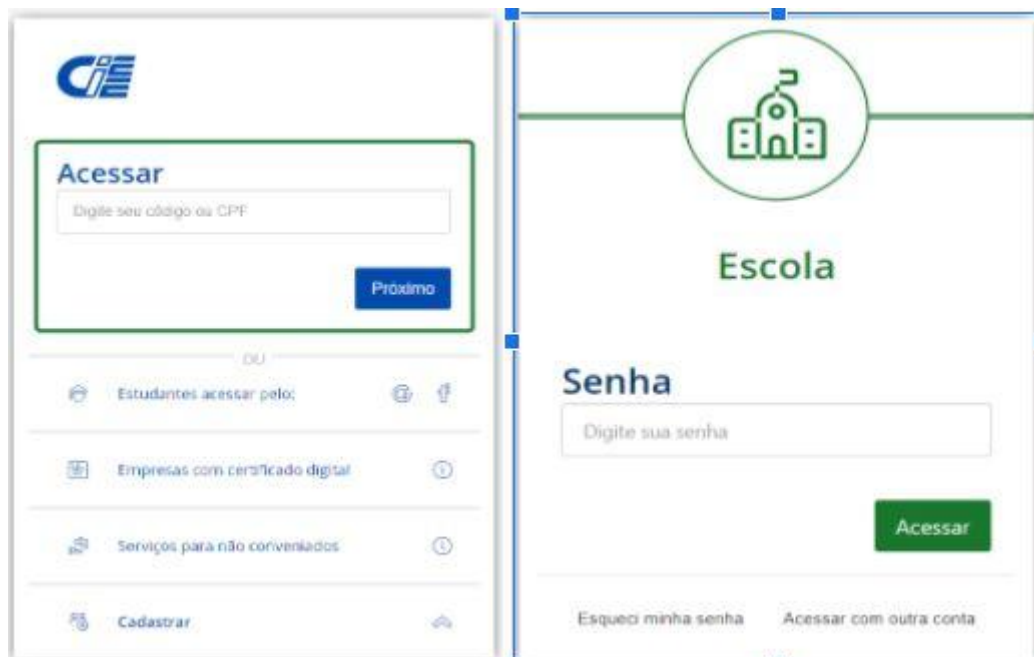 CIEE
Acessar
Digite seu código ou CPF
Próximo
OU
Estudantes acessar pelo:
Empresas com certificado digital
Serviços para não conveniados
Cadastrar
Escola
Senha
Digite sua senha
Acessar
Esqueci minha senha Acessar com outra conta